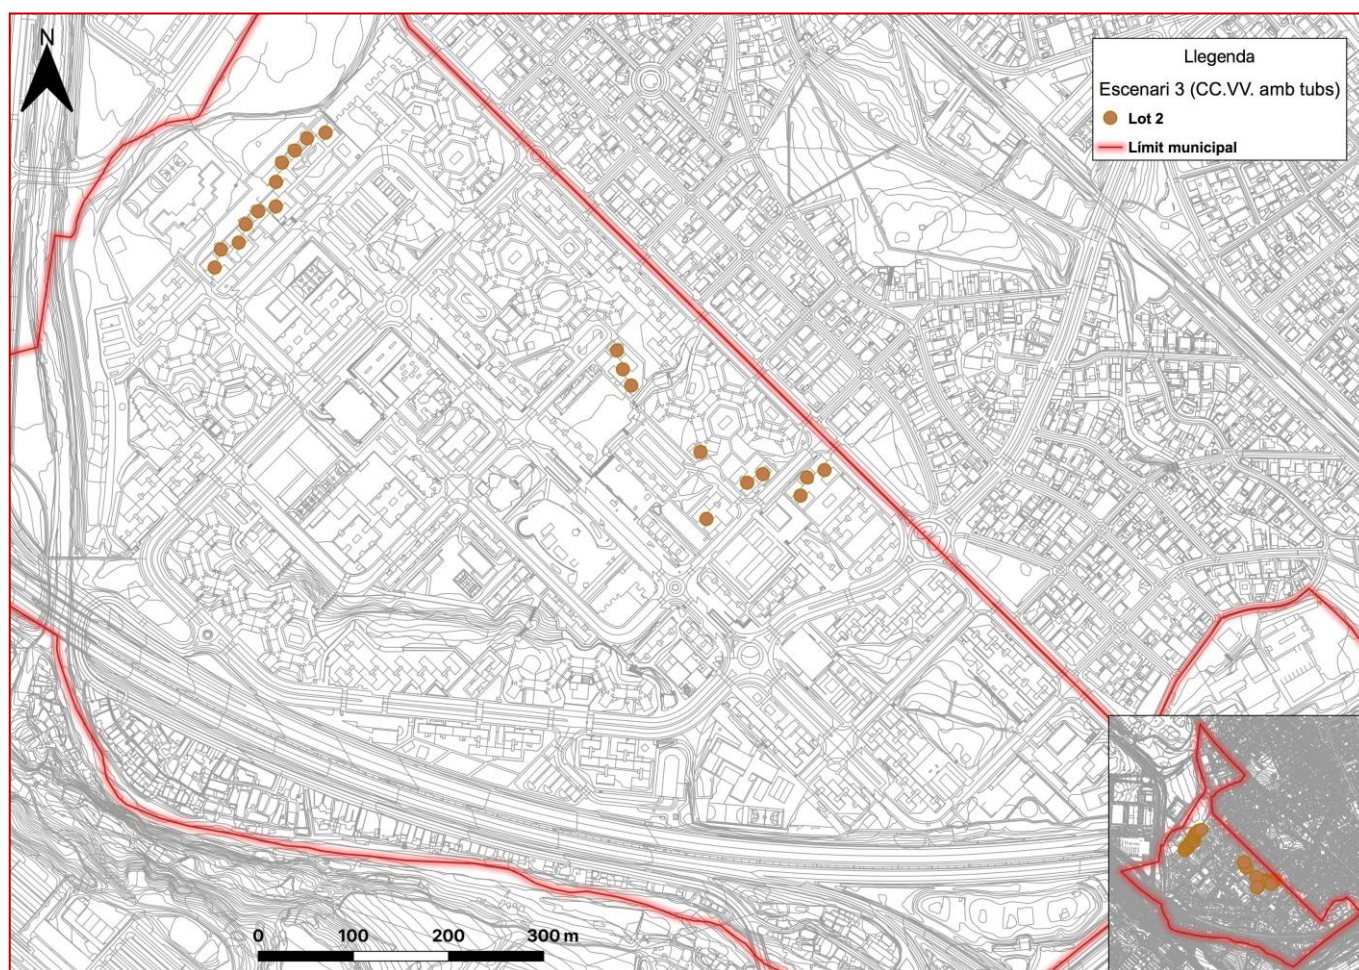 N
Llegenda
Escenari 3 (CC.VV. amb tubs)
Lot 2
Límit municipal
0 100 200 300 m